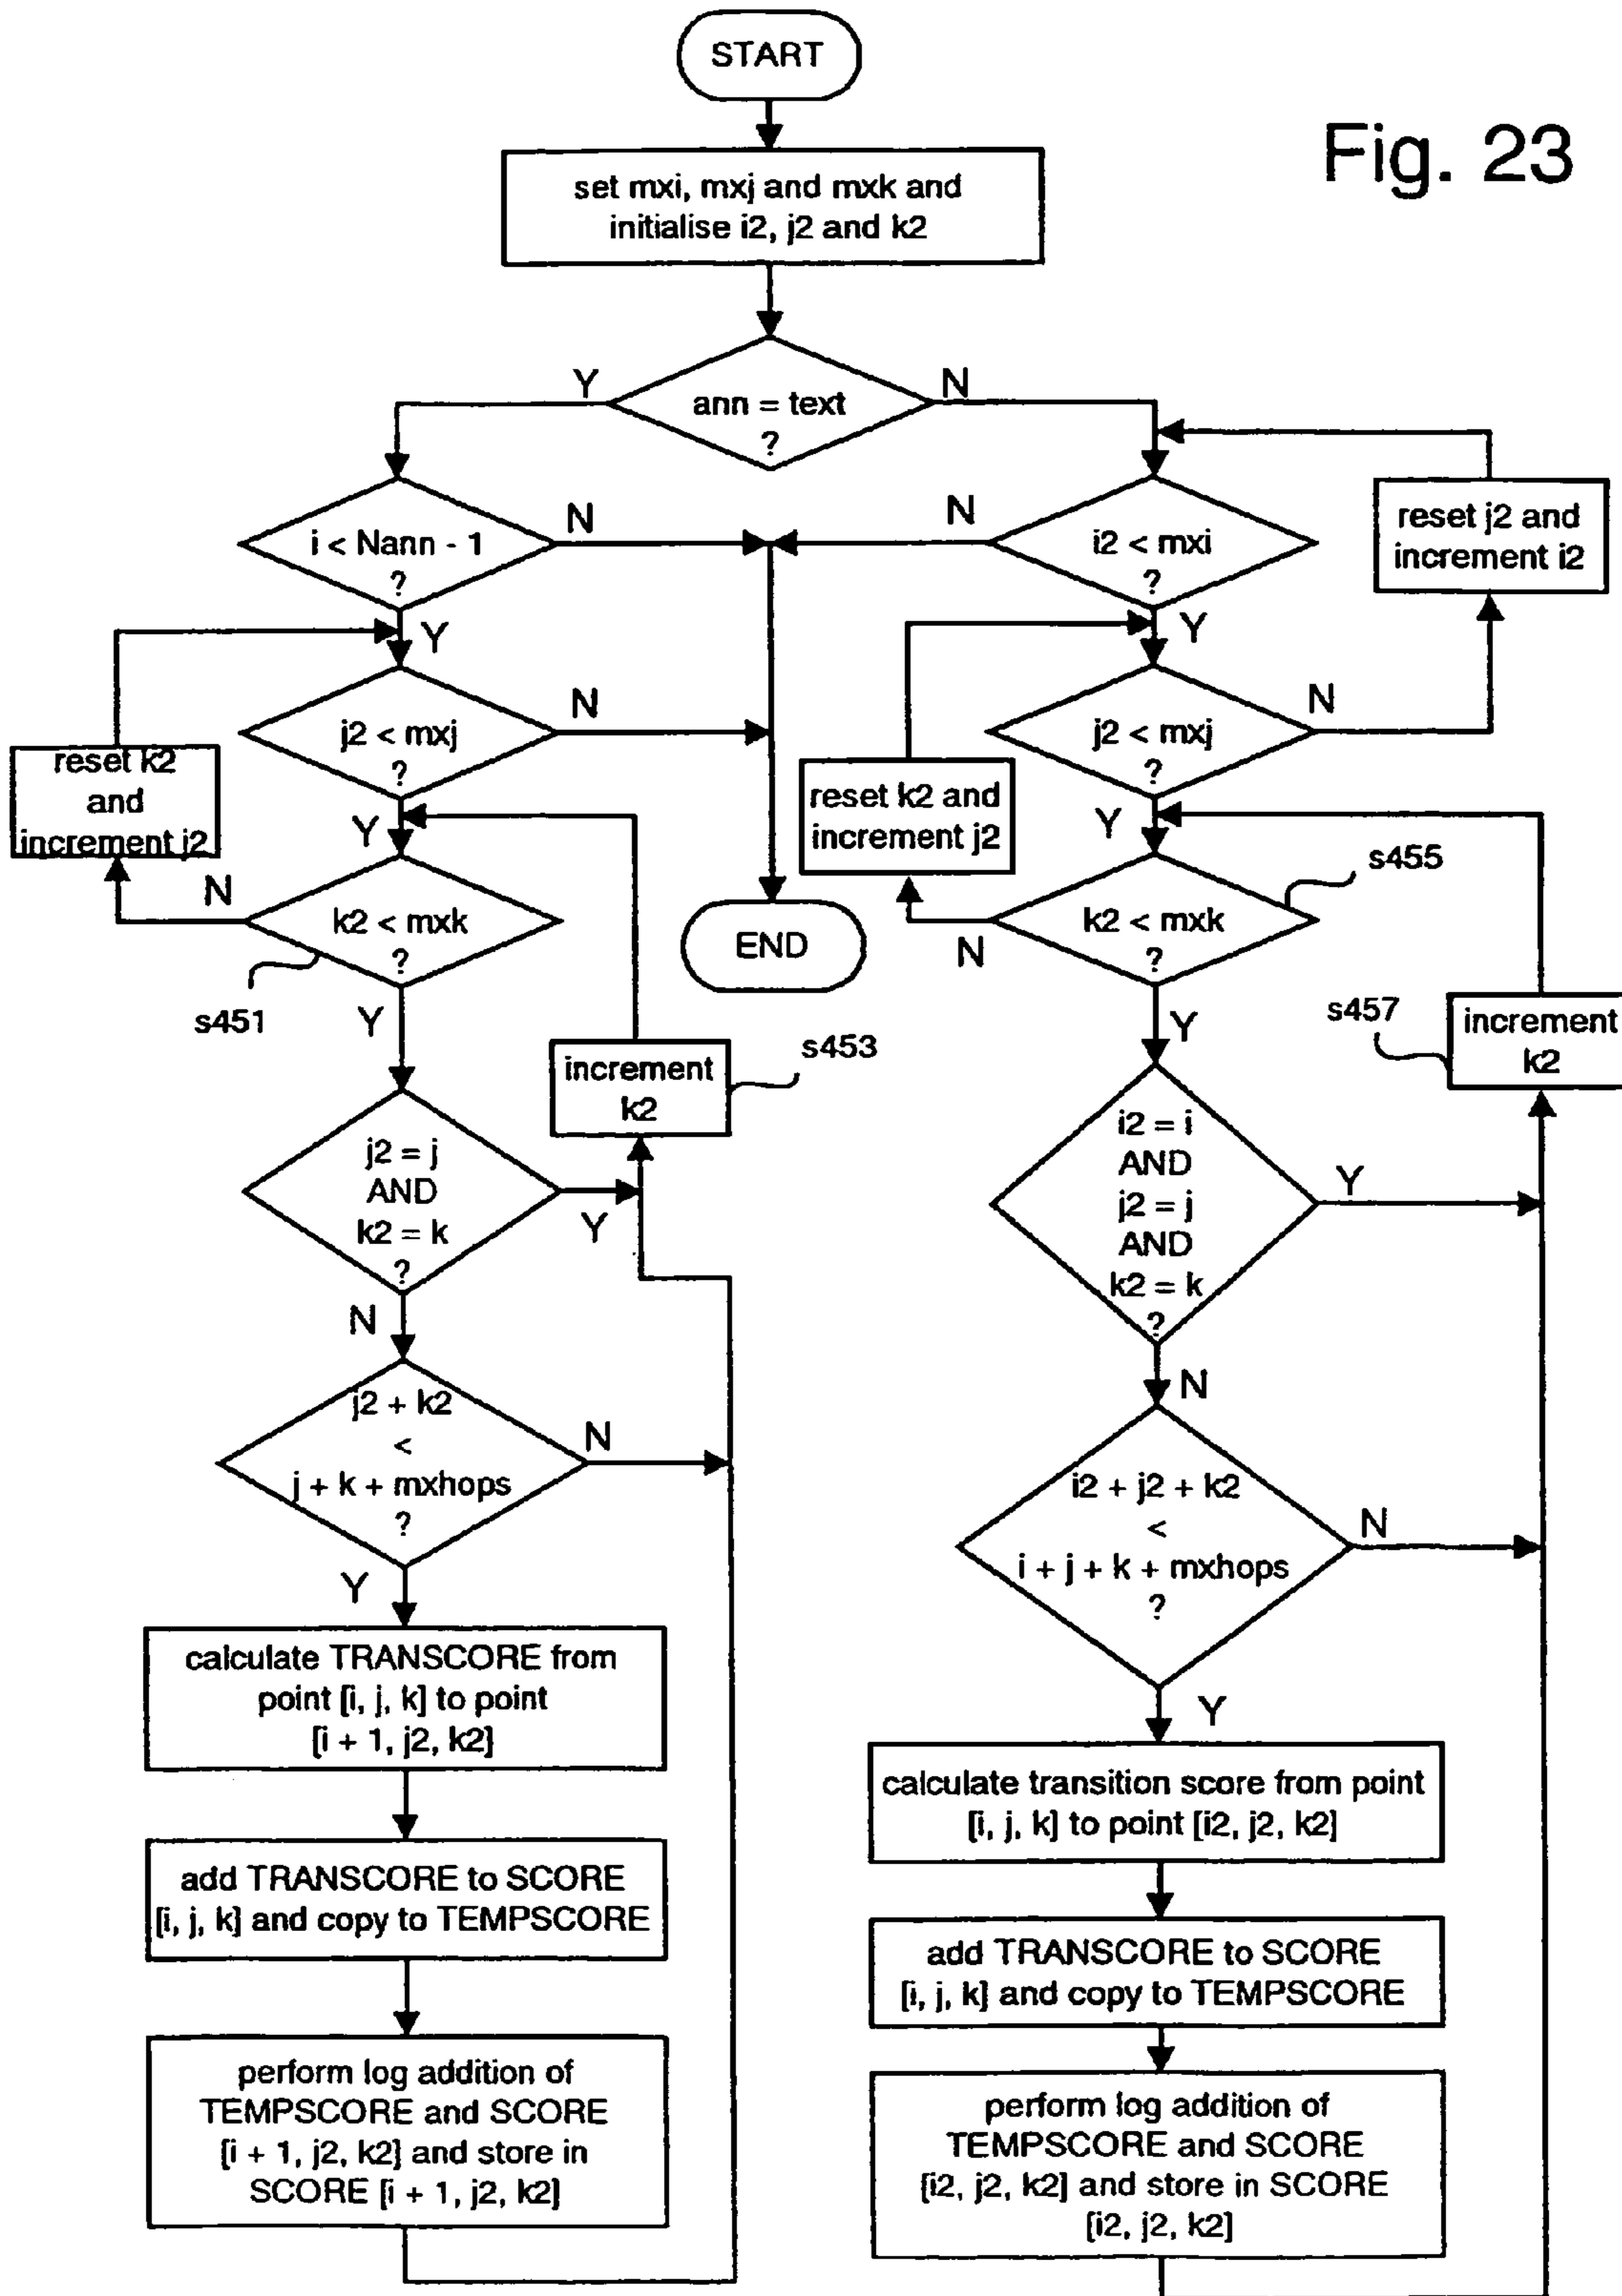 START
Fig. 23
set mxi, mxj and mxk and
initialise i2, j2 and k2
ann = text
?
Y
N
i < Nann - 1
?
N
Y
j2 < mxj
?
N
Y
reset k2
and
increment j2
k2 < mxk
?
N
s451
Y
increment
k2
s453
j2 = j
AND
k2 = k
?
Y
N
j2 + k2
<
j + k + mxhops
?
N
Y
calculate TRANSCORE from
point [i, j, k] to point
[i + 1, j2, k2]
add TRANSCORE to SCORE
[i, j, k] and copy to TEMPSCORE
perform log addition of
TEMPSCORE and SCORE
[i + 1, j2, k2] and store in
SCORE [i + 1, j2, k2]
END
i2 < mxi
?
N
Y
reset j2 and
increment i2
j2 < mxj
?
N
Y
reset k2 and
increment j2
k2 < mxk
?
s455
N
Y
s457
increment
k2
i2 = i
AND
j2 = j
AND
k2 = k
?
Y
N
i2 + j2 + k2
<
i + j + k + mxhops
?
N
Y
calculate transition score from point
[i, j, k] to point [i2, j2, k2]
add TRANSCORE to SCORE
[i, j, k] and copy to TEMPSCORE
perform log addition of
TEMPSCORE and SCORE
[i2, j2, k2] and store in SCORE
[i2, j2, k2]